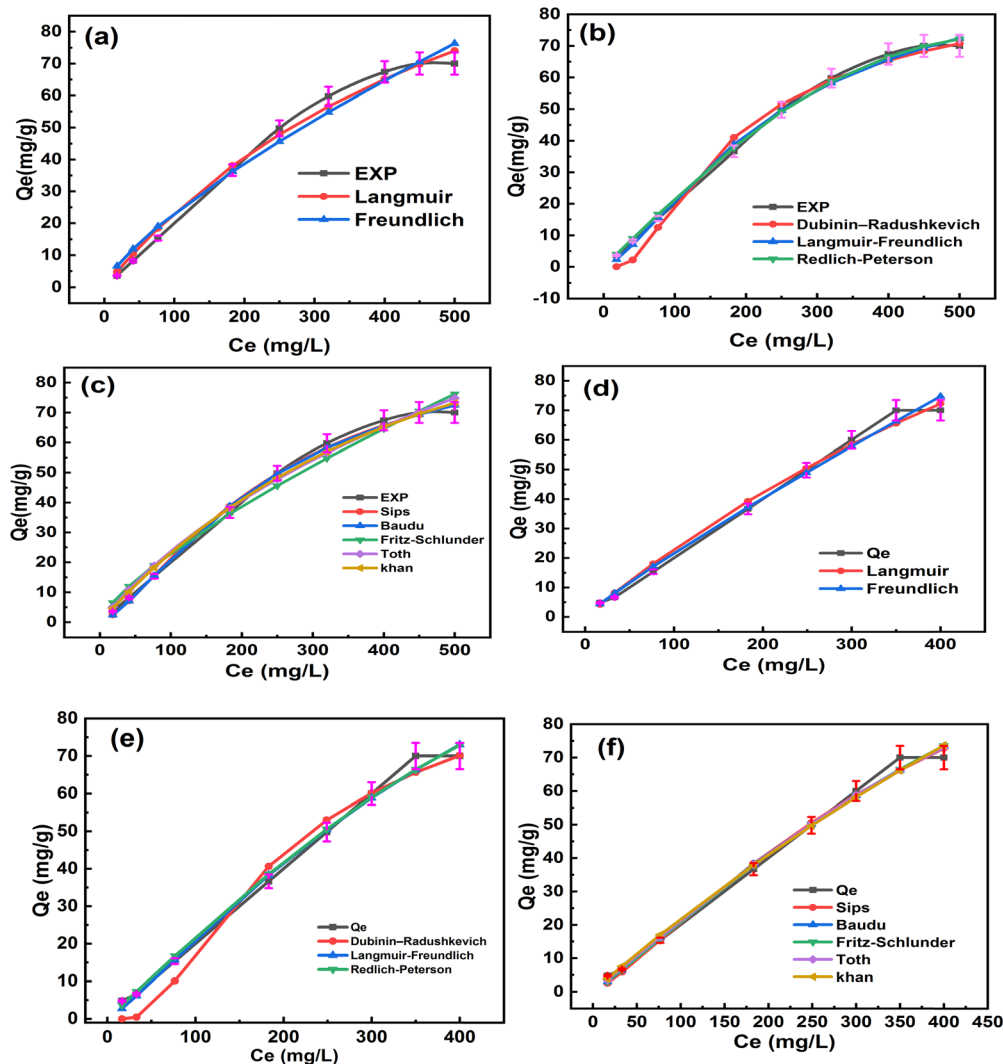 (a)
80
70
60
50
40
30
20
10
0
Qe(mg/g)
EXP
Langmuir
Freundlich
0 100 200 300 400 500
Ce (mg/L)
(b)
80
70
60
50
40
30
20
10
0
-10
Qe(mg/g)
EXP
Dubinin–Radushkevich
Langmuir-Freundlich
Redlich-Peterson
0 100 200 300 400 500
Ce (mg/L)
(c)
80
70
60
50
40
30
20
10
0
Qe(mg/g)
EXP
Sips
Baudu
Fritz-Schlunder
Toth
khan
0 100 200 300 400 500
Ce (mg/L)
(d)
80
70
60
50
40
30
20
10
0
Qe (mg/g)
Qe
Langmuir
Freundlich
0 100 200 300 400
Ce (mg/L)
(e)
80
70
60
50
40
30
20
10
0
Qe (mg/g)
Qe
Dubinin–Radushkevich
Langmuir-Freundlich
Redlich-Peterson
0 50 100 150 200 250 300 350 400
Ce (mg/L)
(f)
80
70
60
50
40
30
20
10
0
Qe (mg/g)
Qe
Sips
Baudu
Fritz-Schlunder
Toth
khan
0 50 100 150 200 250 300 350 400 450
Ce (mg/L)